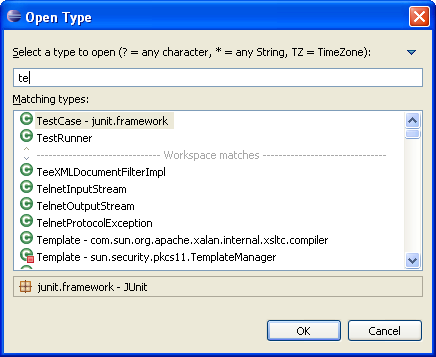 Open Type
Select a type to open (? = any character, * = any String, TZ = TimeZone):
te
Matching types:
TestCase - junit.framework
TestRunner
Workspace matches
TeeXMLDocumentFilterImpl
TelnetInputStream
TelnetOutputStream
TelnetProtocolException
Template - com.sun.org.apache.xalan.internal.xsltc.compiler
Template - sun.security.pkcs11.TemplateManager
junit.framework - JUnit
OK Cancel